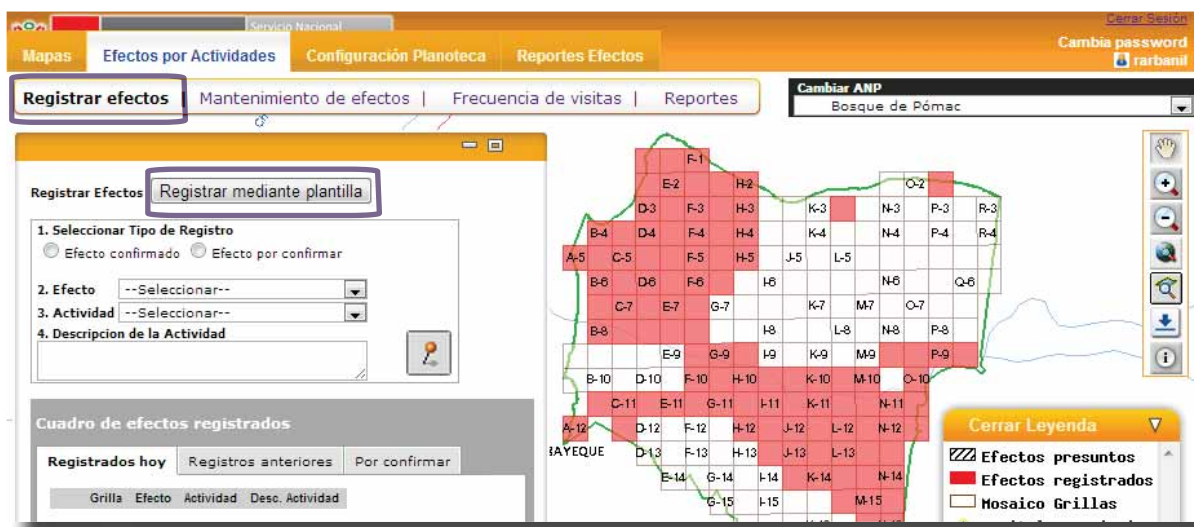 Servicio Nacional
Cerrar Sesión
Cambia password
rarbanil
Mapas Efectos por Actividades Configuración Planoteca Reportes Efectos
Registrar efectos | Mantenimiento de efectos | Frecuencia de visitas | Reportes
Cambiar ANP
Bosque de Pómac
Registrar Efectos Registrar mediante plantilla
1. Seleccionar Tipo de Registro
Efecto confirmado Efecto por confirmar
2. Efecto --Seleccionar--
3. Actividad --Seleccionar--
4. Descripcion de la Actividad
Cuadro de efectos registrados
Registrados hoy Registros anteriores Por confirmar
Grilla Efecto Actividad Desc. Actividad
F-1
E-2 H-2 O-2
D-3 F-3 H-3 K-3 N-3 P-3 R-3
B-4 D-4 F-4 H-4 K-4 N-4 P-4 R-4
A-5 C-5 F-5 H-5 J-5 L-5
B-6 D-6 F-6 I-6 N-6 Q-6
C-7 E-7 G-7 K-7 M-7 O-7
B-8 I-8 L-8 N-8 P-8
E-9 G-9 I-9 K-9 M-9 P-9
B-10 D-10 F-10 H-10 K-10 M-10 O-10
C-11 E-11 G-11 I-11 K-11 N-11
A-12 D-12 F-12 H-12 J-12 L-12 N-12
BAYEQUE D-13 F-13 H-13 J-13 L-13
E-14 G-14 I-14 K-14 N-14
G-15 I-15 M-15
Cerrar Leyenda
Efectos presuntos
Efectos registrados
Mosaico Grillas